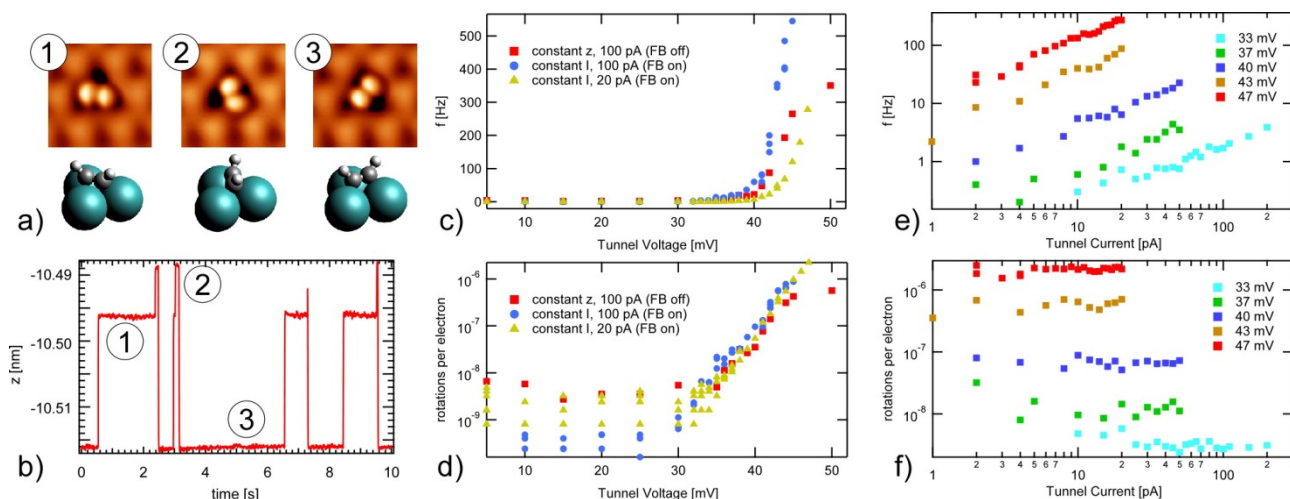 1
2
3
a)
z [nm]
-10.49
-10.50
-10.51
1
2
3
0
2
4
6
8
10
time [s]
b)
f [Hz]
500
400
300
200
100
0
constant z, 100 pA (FB off)
constant I, 100 pA (FB on)
constant I, 20 pA (FB on)
10
20
30
40
50
Tunnel Voltage [mV]
c)
rotations per electron
10⁻⁶
10⁻⁷
10⁻⁸
10⁻⁹
constant z, 100 pA (FB off)
constant I, 100 pA (FB on)
constant I, 20 pA (FB on)
10
20
30
40
50
Tunnel Voltage [mV]
d)
f [Hz]
100
10
1
33 mV
37 mV
40 mV
43 mV
47 mV
1
2
3
4
5
6
7
10
2
3
4
5
6
7
100
2
Tunnel Current [pA]
e)
rotations per electron
10⁻⁶
10⁻⁷
10⁻⁸
33 mV
37 mV
40 mV
43 mV
47 mV
1
2
3
4
5
6
7
10
2
3
4
5
6
7
100
2
Tunnel Current [pA]
f)